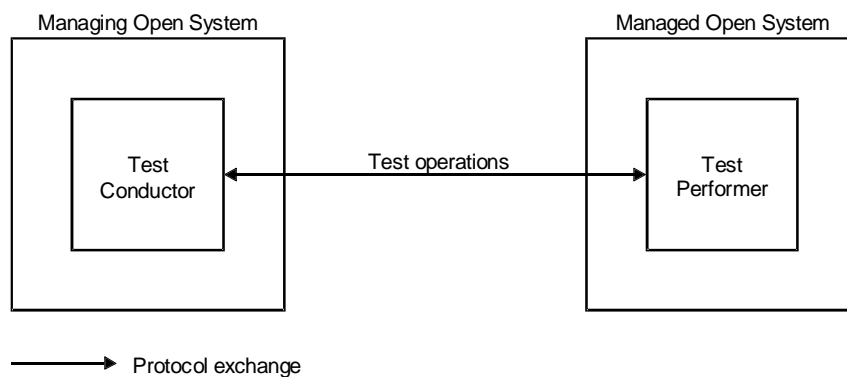 Managing Open System
Managed Open System
Test
Conductor
Test operations
Test
Performer
Protocol exchange